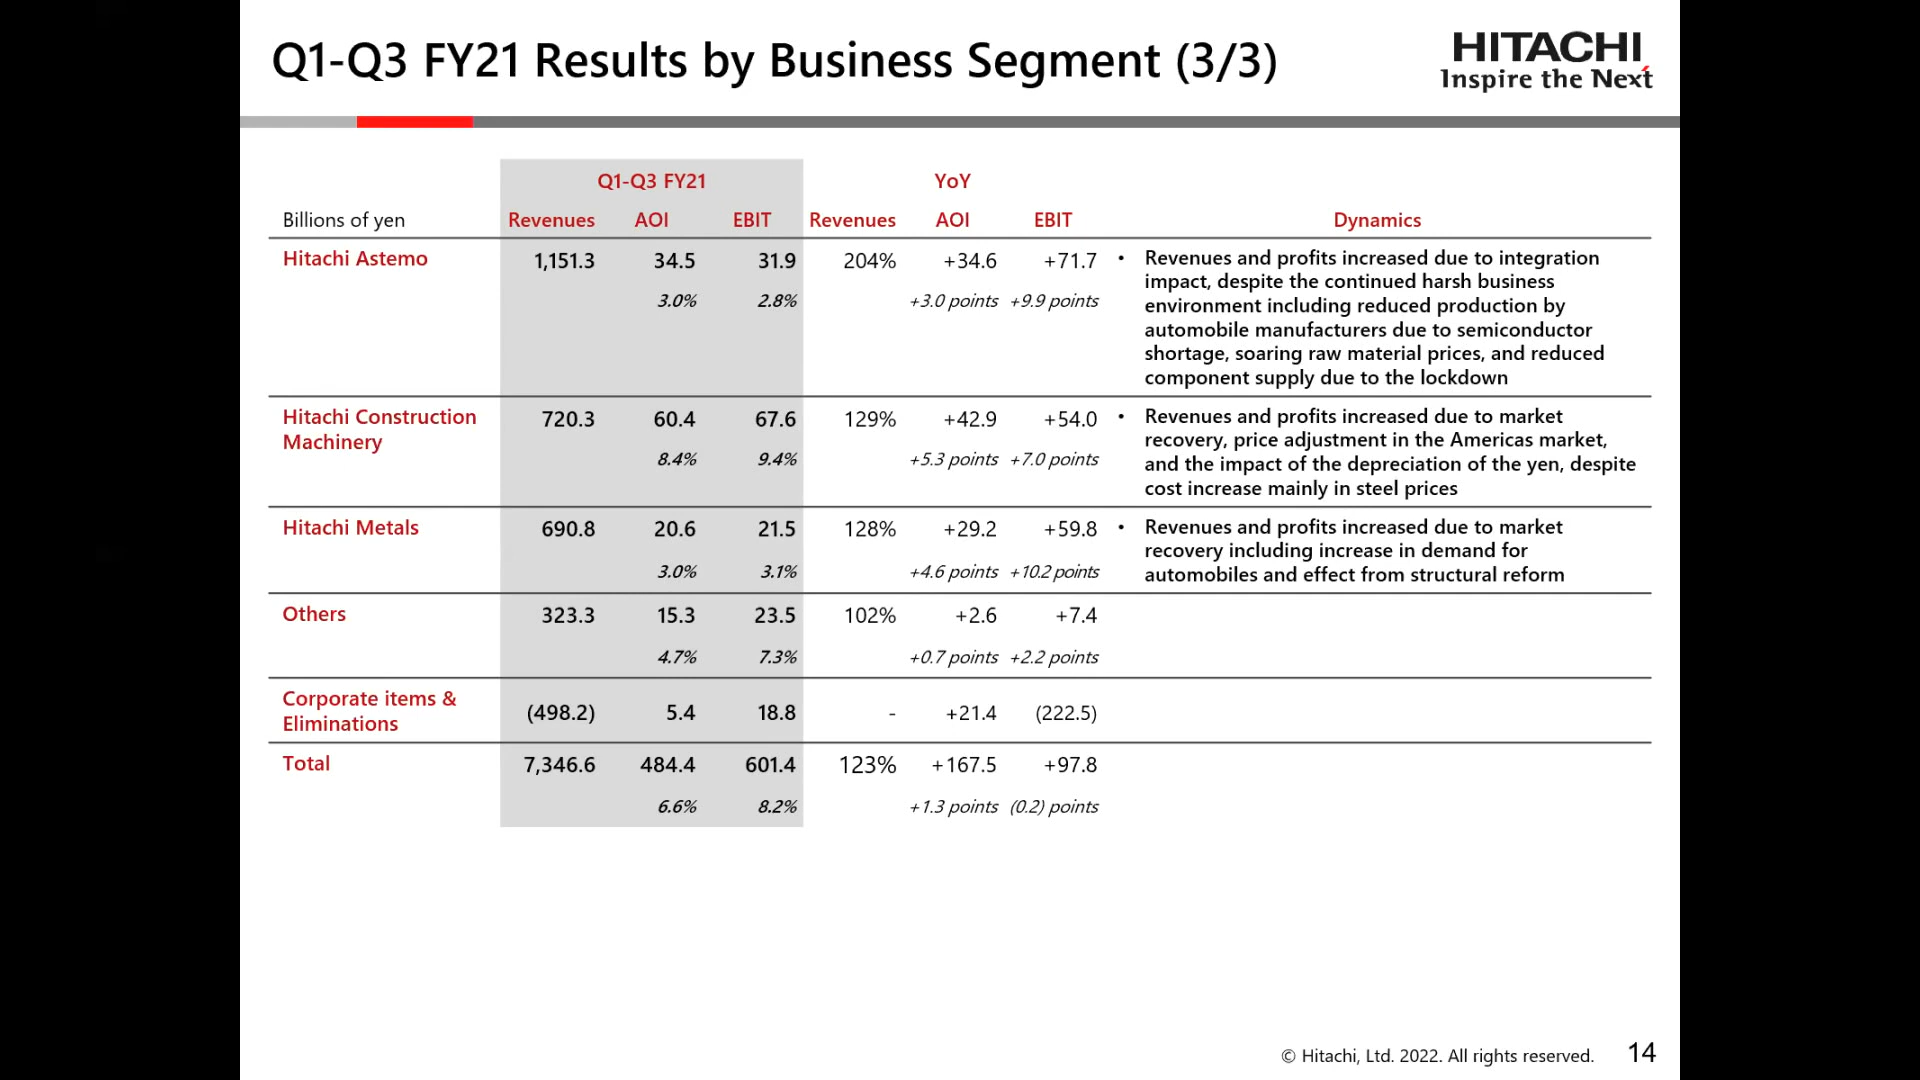 Q1-Q3 FY21 Results by Business Segment (3/3)
HITACHI
Inspire the Next
Q1-Q3 FY21 YoY
Billions of yen Revenues AOI EBIT Revenues AOI EBIT Dynamics
Hitachi Astemo 1,151.3 34.5 31.9 204% +34.6 +71.7 • Revenues and profits increased due to integration
impact, despite the continued harsh business
3.0% 2.8% +3.0 points +9.9 points environment including reduced production by
automobile manufacturers due to semiconductor
shortage, soaring raw material prices, and reduced
component supply due to the lockdown
Hitachi Construction 720.3 60.4 67.6 129% +42.9 +54.0 • Revenues and profits increased due to market
Machinery recovery, price adjustment in the Americas market,
8.4% 9.4% +5.3 points +7.0 points and the impact of the depreciation of the yen, despite
cost increase mainly in steel prices
Hitachi Metals 690.8 20.6 21.5 128% +29.2 +59.8 • Revenues and profits increased due to market
recovery including increase in demand for
3.0% 3.1% +4.6 points +10.2 points automobiles and effect from structural reform
Others 323.3 15.3 23.5 102% +2.6 +7.4
4.7% 7.3% +0.7 points +2.2 points
Corporate items &
Eliminations (498.2) 5.4 18.8 - +21.4 (222.5)
Total 7,346.6 484.4 601.4 123% +167.5 +97.8
6.6% 8.2% +1.3 points (0.2) points
© Hitachi, Ltd. 2022. All rights reserved. 14